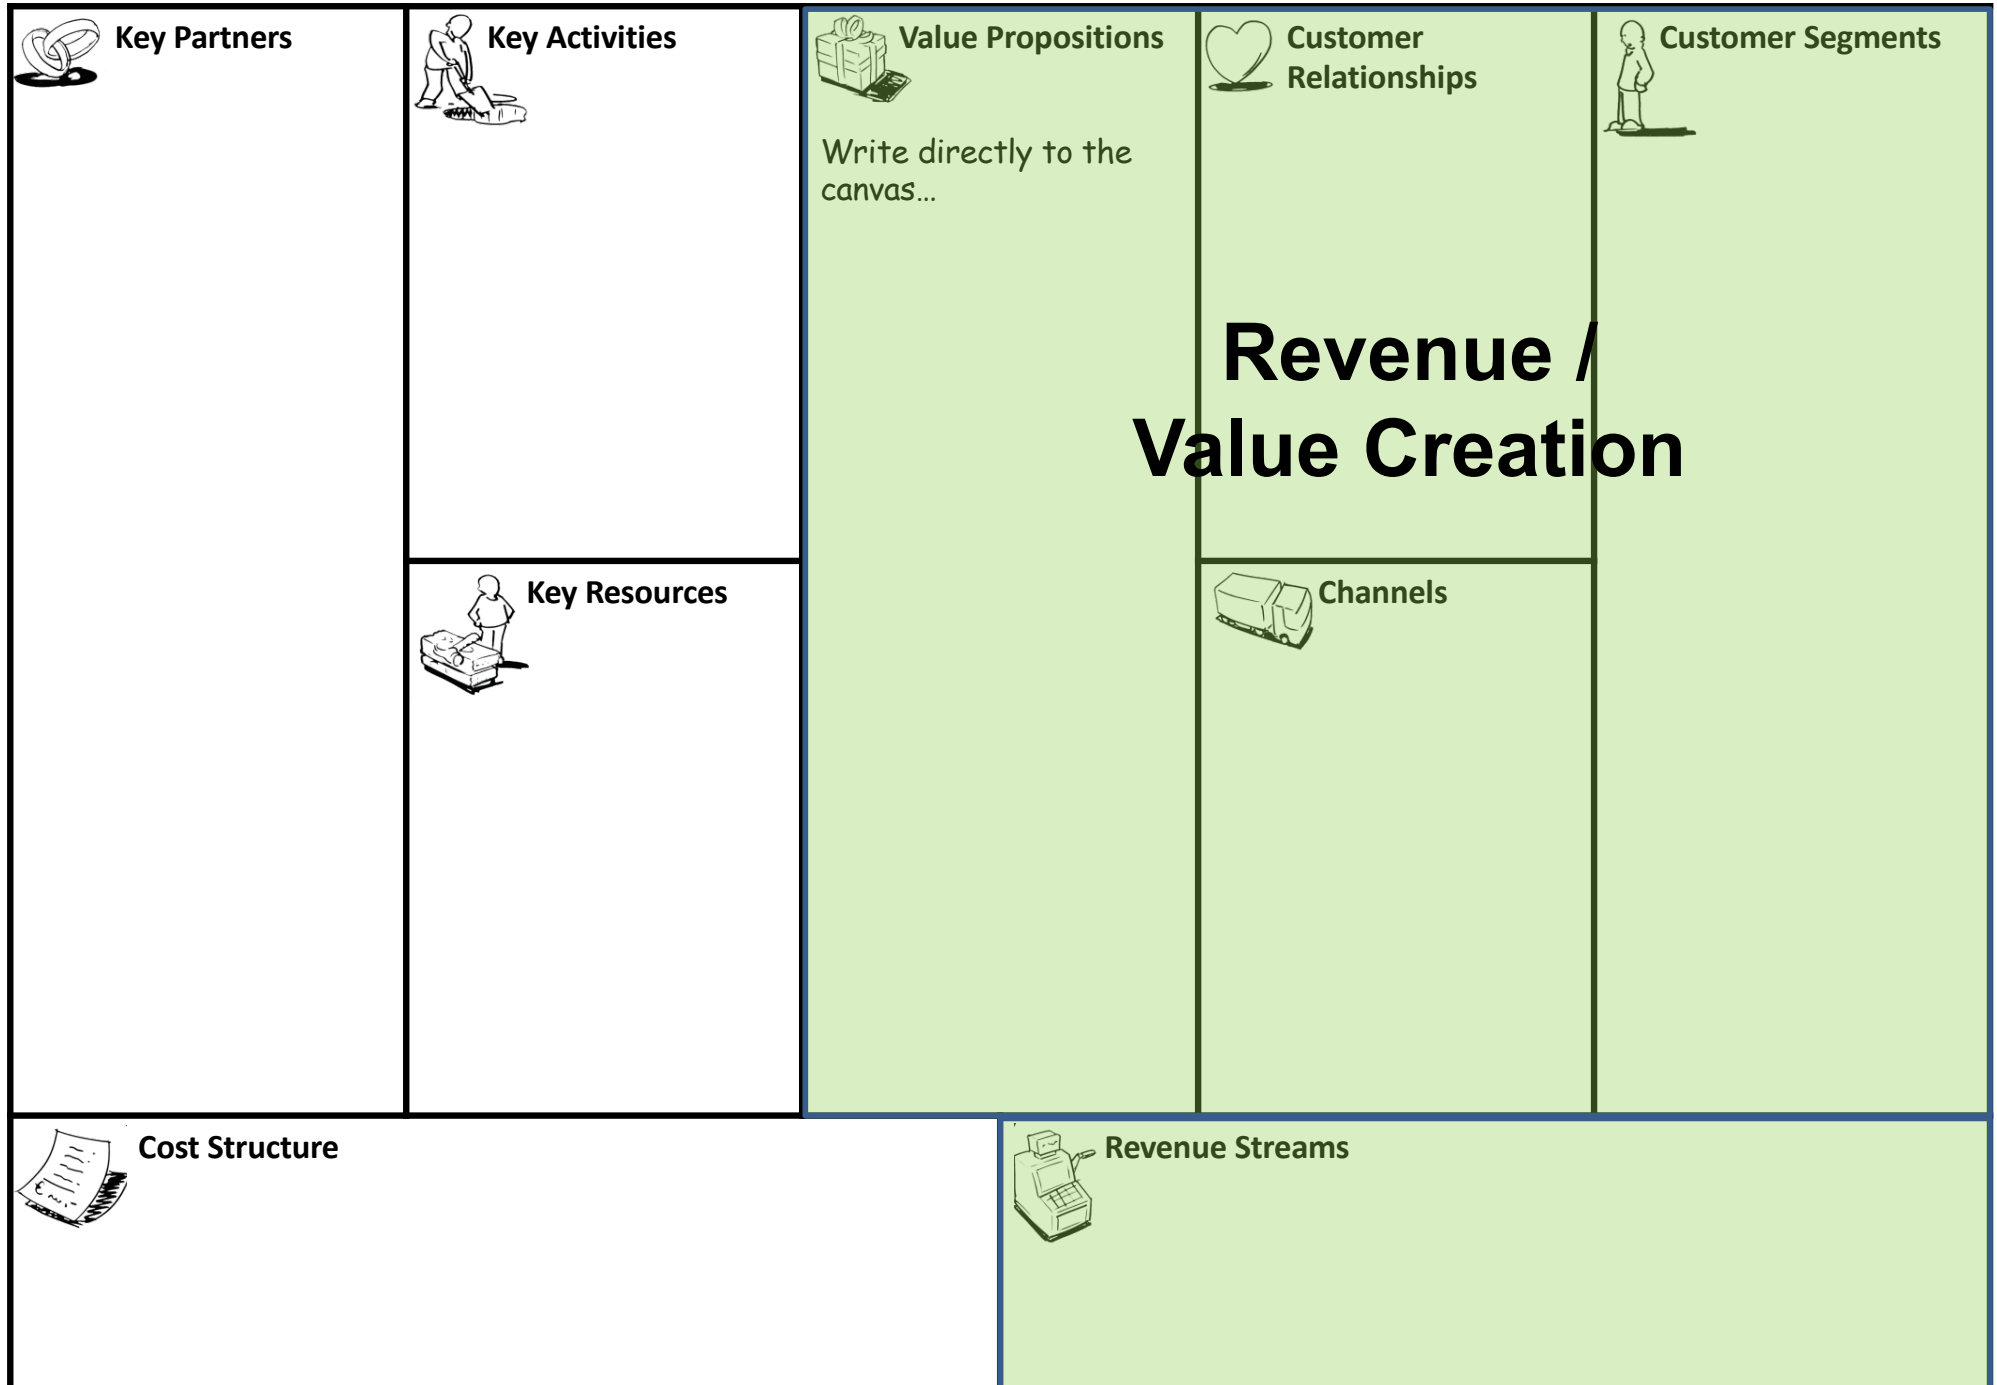 Key Partners
Key Activities
Value Propositions
Customer
Relationships
Customer Segments
Write directly to the
canvas…
Revenue /
Value Creation
Key Resources
Channels
Cost Structure
Revenue Streams